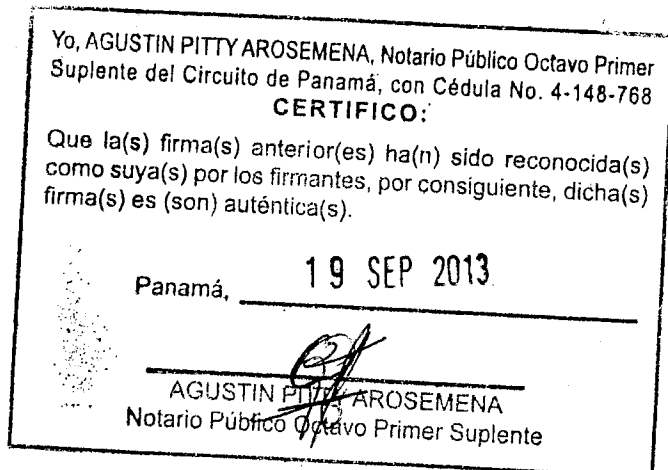 Yo, AGUSTIN PITTY AROSEMENA, Notario Público Octavo Primer
Suplente del Circuito de Panamá, con Cédula No. 4-148-768
CERTIFICO:
Que la(s) firma(s) anterior(es) ha(n) sido reconocida(s)
como suya(s) por los firmantes, por consiguiente, dicha(s)
firma(s) es (son) auténtica(s).
Panamá, 19 SEP 2013
AGUSTIN PITTY AROSEMENA
Notario Público Octavo Primer Suplente